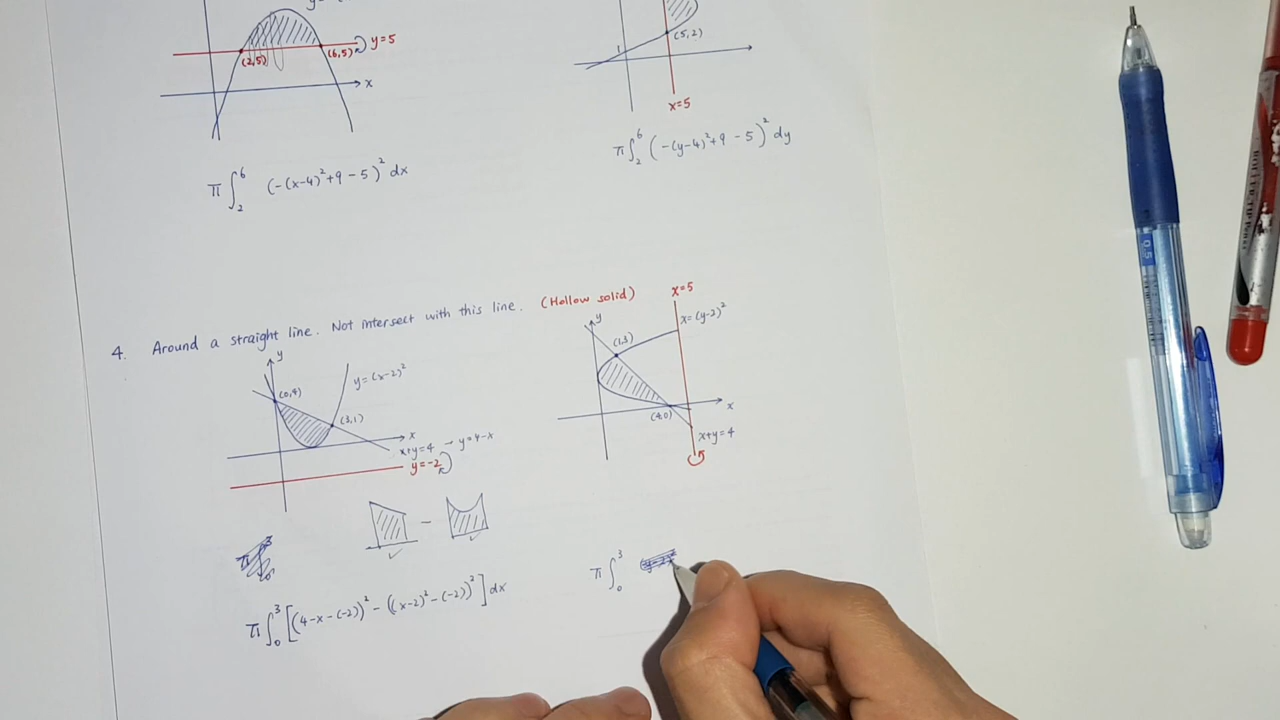 y=5
(2,5)
(6,5)
x
π∫₂⁶ (-(x-4)²+9-5)² dx
1
(5,2)
x=5
π∫₂⁶ (-(y-4)²+9-5)² dy
4. Around a straight line. Not intersect with this line. (Hollow solid)
y
(0,4)
y=(x-2)²
(3,1)
x
x+y=4 → y=4-x
y=-2
π∫₀³ [(4-x-(-2))² - ((x-2)²-(-2))²] dx
x=5
y
x=(y-2)²
(1,3)
x
(4,0)
x+y=4
π∫₀³
0.5